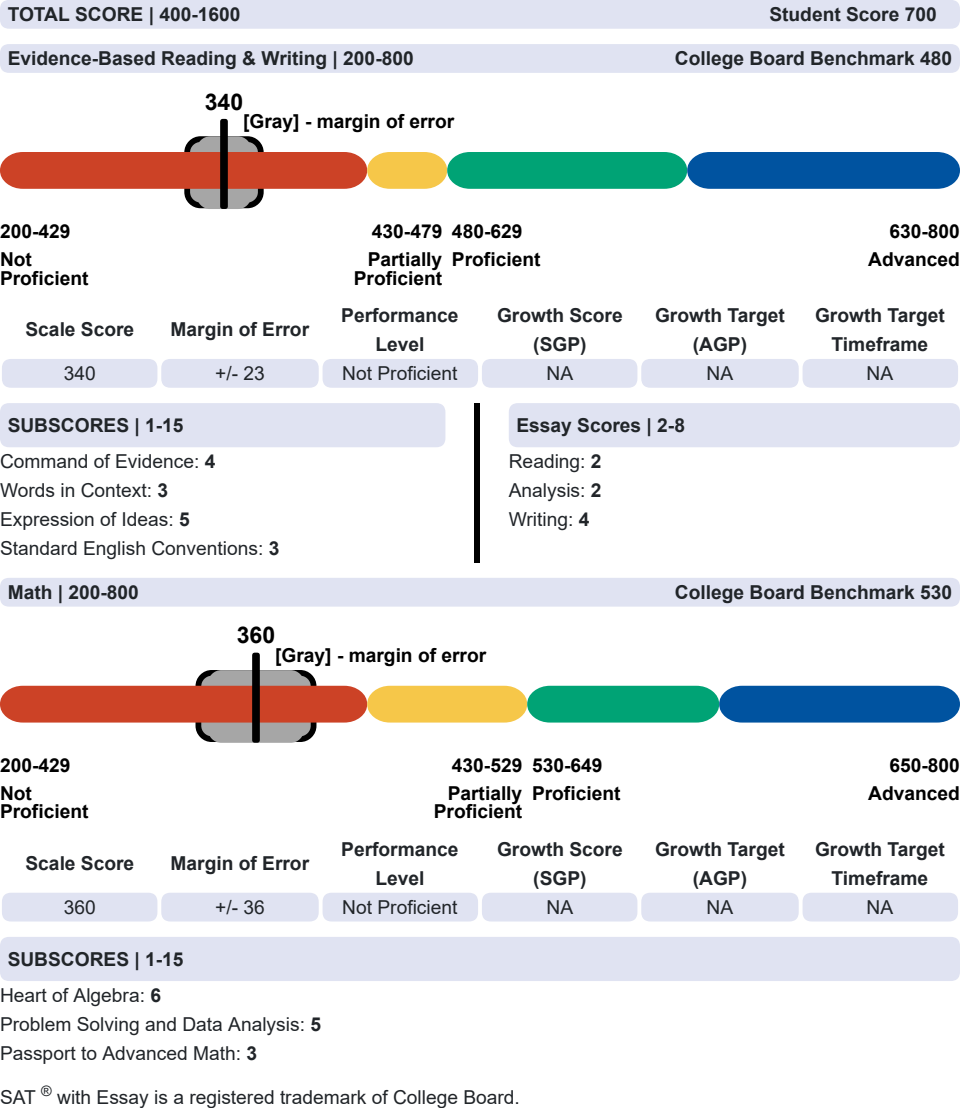 TOTAL SCORE | 400-1600 Student Score 700
Evidence-Based Reading & Writing | 200-800 College Board Benchmark 480
340
[Gray] - margin of error
200-429 430-479 480-629 630-800
Not Partially Proficient Advanced
Proficient Proficient
Performance Growth Score Growth Target Growth Target
Scale Score Margin of Error
Level (SGP) (AGP) Timeframe
340 +/- 23 Not Proficient NA NA NA
SUBSCORES | 1-15
Command of Evidence: 4
Words in Context: 3
Expression of Ideas: 5
Standard English Conventions: 3
Essay Scores | 2-8
Reading: 2
Analysis: 2
Writing: 4
Math | 200-800 College Board Benchmark 530
360
[Gray] - margin of error
200-429 430-529 530-649 650-800
Not Partially Proficient Advanced
Proficient Proficient
Performance Growth Score Growth Target Growth Target
Scale Score Margin of Error
Level (SGP) (AGP) Timeframe
360 +/- 36 Not Proficient NA NA NA
SUBSCORES | 1-15
Heart of Algebra: 6
Problem Solving and Data Analysis: 5
Passport to Advanced Math: 3
SAT ® with Essay is a registered trademark of College Board.